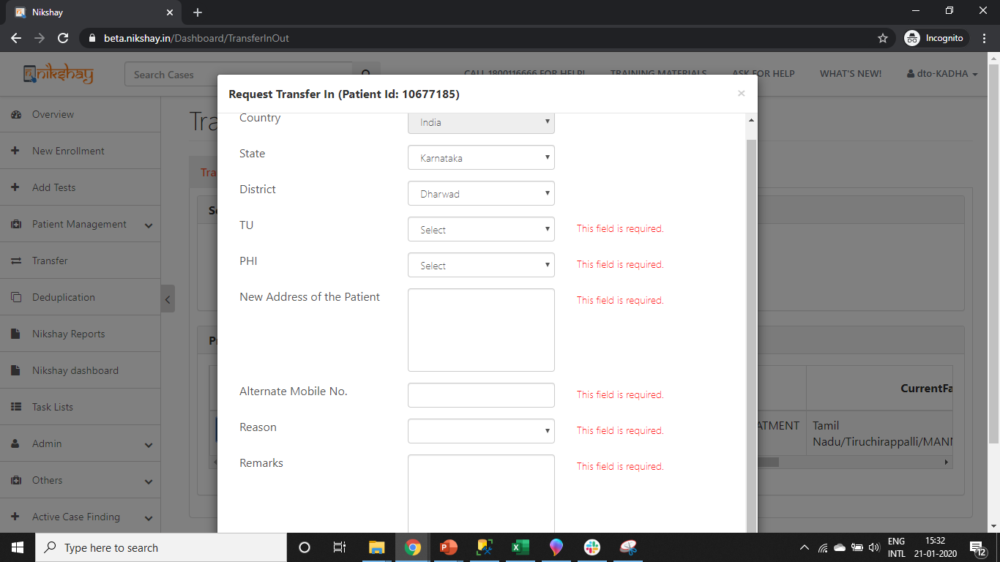 Nikshay
beta.nikshay.in/Dashboard/TransferInOut
Incognito
nikshay
Search Cases
CALL 1800116666 FOR HELP!
TRAINING MATERIALS
ASK FOR HELP
WHAT'S NEW!
dto-KADHA
Overview
New Enrollment
Add Tests
Patient Management
Transfer
Deduplication
Nikshay Reports
Nikshay dashboard
Task Lists
Admin
Others
Active Case Finding
Tra
Tra
Request Transfer In (Patient Id: 10677185)
×
Country
India
State
Karnataka
District
Dharwad
TU
Select
This field is required.
PHI
Select
This field is required.
New Address of the Patient
This field is required.
Alternate Mobile No.
This field is required.
Reason
This field is required.
Remarks
This field is required.
CurrentFa
ATMENT
Tamil
Nadu/Tiruchirappalli/MANN
Type here to search
ENG
INTL
15:32
21-01-2020
12